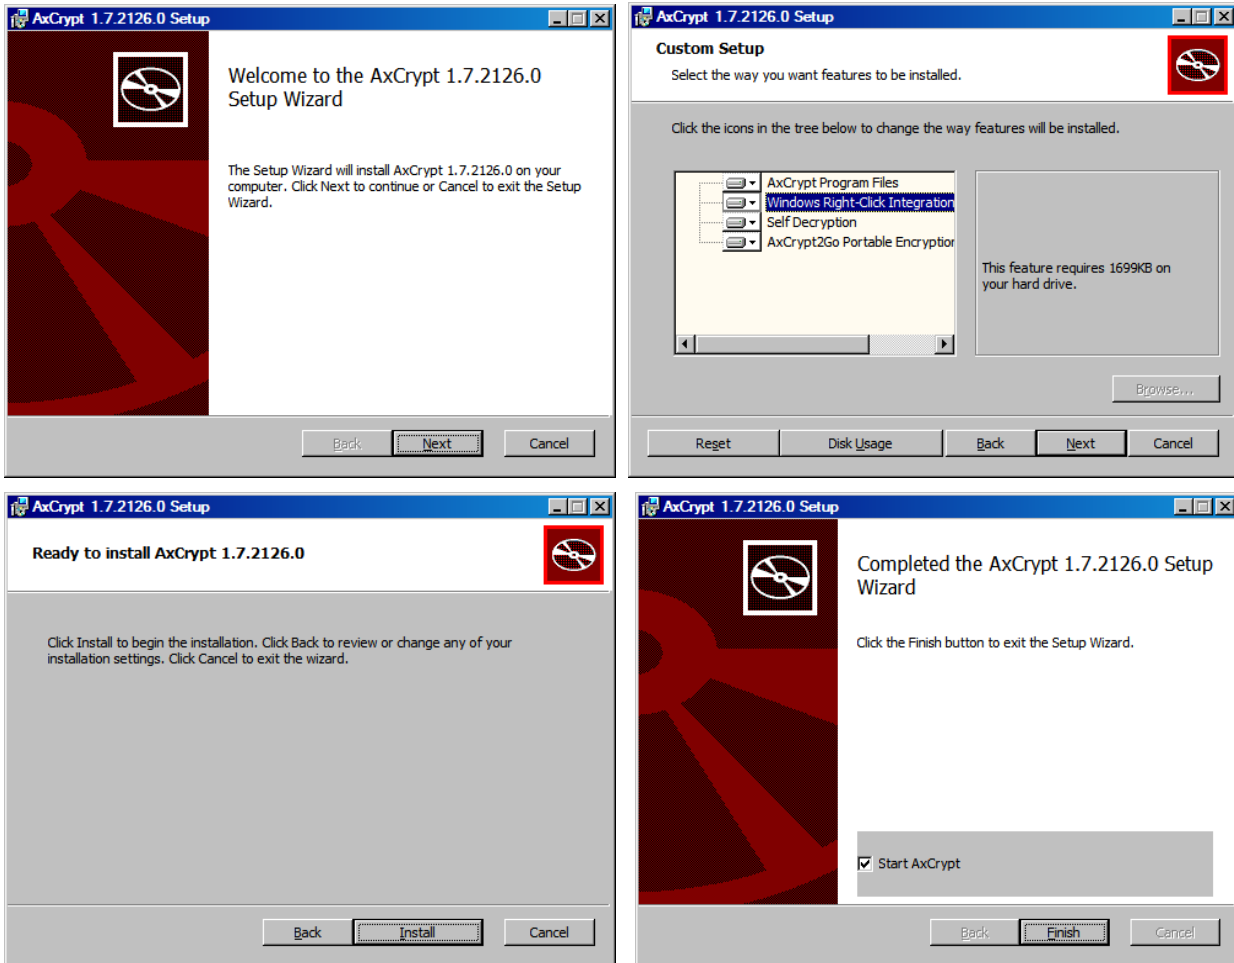 AxCrypt 1.7.2126.0 Setup
Welcome to the AxCrypt 1.7.2126.0
Setup Wizard
The Setup Wizard will install AxCrypt 1.7.2126.0 on your
computer. Click Next to continue or Cancel to exit the Setup
Wizard.
Back Next Cancel
AxCrypt 1.7.2126.0 Setup
Custom Setup
Select the way you want features to be installed.
Click the icons in the tree below to change the way features will be installed.
AxCrypt Program Files
Windows Right-Click Integration
Self Decryption
AxCrypt2Go Portable Encryption
This feature requires 1699KB on
your hard drive.
Browse...
Reset Disk Usage Back Next Cancel
AxCrypt 1.7.2126.0 Setup
Ready to install AxCrypt 1.7.2126.0
Click Install to begin the installation. Click Back to review or change any of your
installation settings. Click Cancel to exit the wizard.
Back Install Cancel
AxCrypt 1.7.2126.0 Setup
Completed the AxCrypt 1.7.2126.0 Setup
Wizard
Click the Finish button to exit the Setup Wizard.
Start AxCrypt
Back Finish Cancel